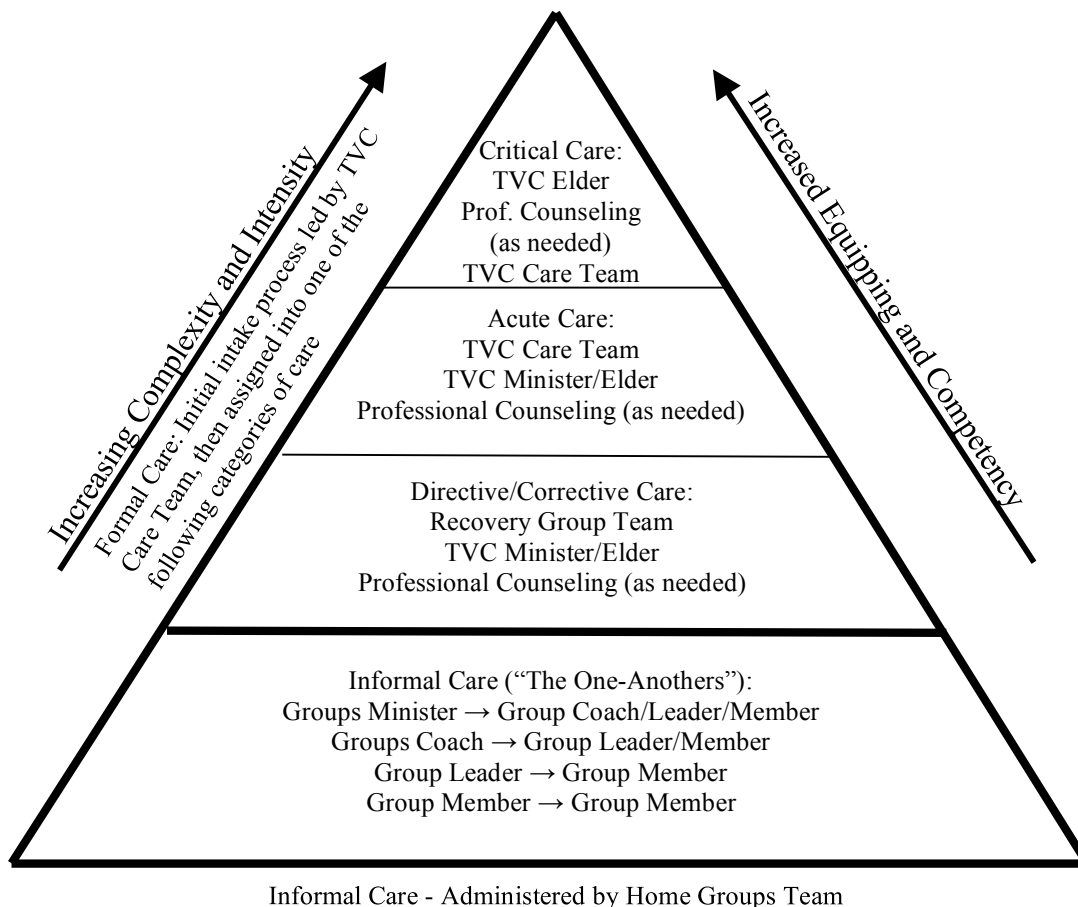 Increasing Complexity and Intensity
Formal Care: Initial intake process led by TVC
Care Team, then assigned into one of the
following categories of care
Increased Equipping and Competency
Critical Care:
TVC Elder
Prof. Counseling
(as needed)
TVC Care Team
Acute Care:
TVC Care Team
TVC Minister/Elder
Professional Counseling (as needed)
Directive/Corrective Care:
Recovery Group Team
TVC Minister/Elder
Professional Counseling (as needed)
Informal Care (“The One-Anothers”):
Groups Minister → Group Coach/Leader/Member
Groups Coach → Group Leader/Member
Group Leader → Group Member
Group Member → Group Member
Informal Care - Administered by Home Groups Team